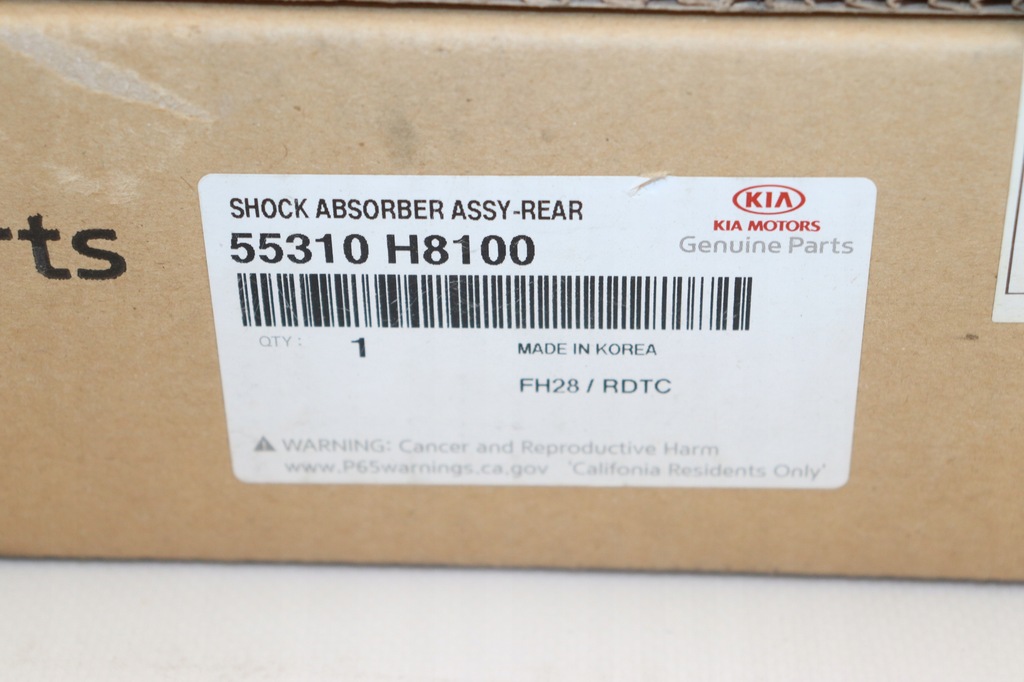 rts
SHOCK ABSORBER ASSY-REAR
55310 H8100
KIA
KIA MOTORS
Genuine Parts
QTY : 1 MADE IN KOREA
FH28 / RDTC
WARNING: Cancer and Reproductive Harm
www.P65warnings.ca.gov 'Califonia Residents Only'